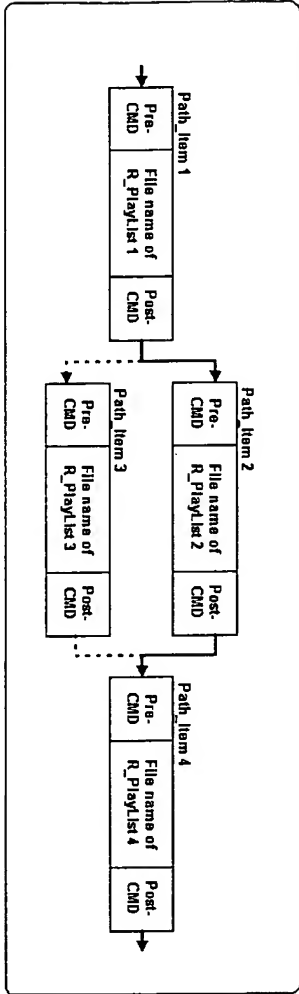 Path_Item 1
Pre-
CMD
File name of
R_PlayList 1
Post-
CMD
Path_Item 2
Pre-
CMD
File name of
R_PlayList 2
Post-
CMD
Path_Item 3
Pre-
CMD
File name of
R_PlayList 3
Post-
CMD
Path_Item 4
Pre-
CMD
File name of
R_PlayList 4
Post-
CMD